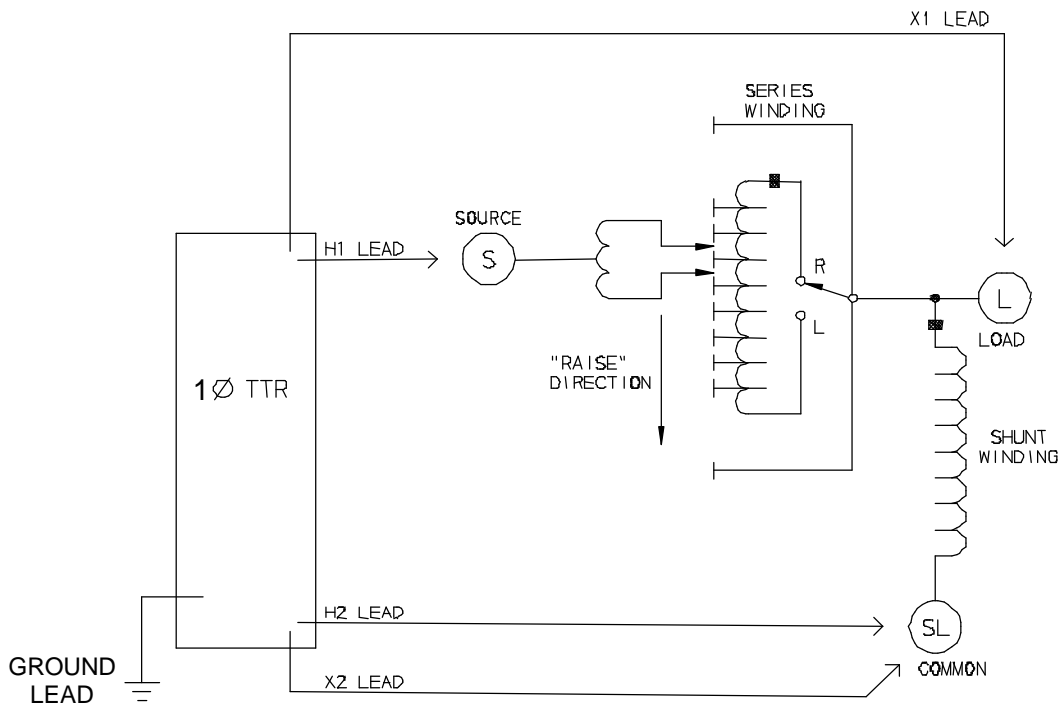 X1 LEAD
SERIES
WINDING
SOURCE
S
H1 LEAD
R
L
L
LOAD
"RAISE"
DIRECTION
1Ø TTR
SHUNT
WINDING
H2 LEAD
SL
COMMON
GROUND
LEAD
X2 LEAD